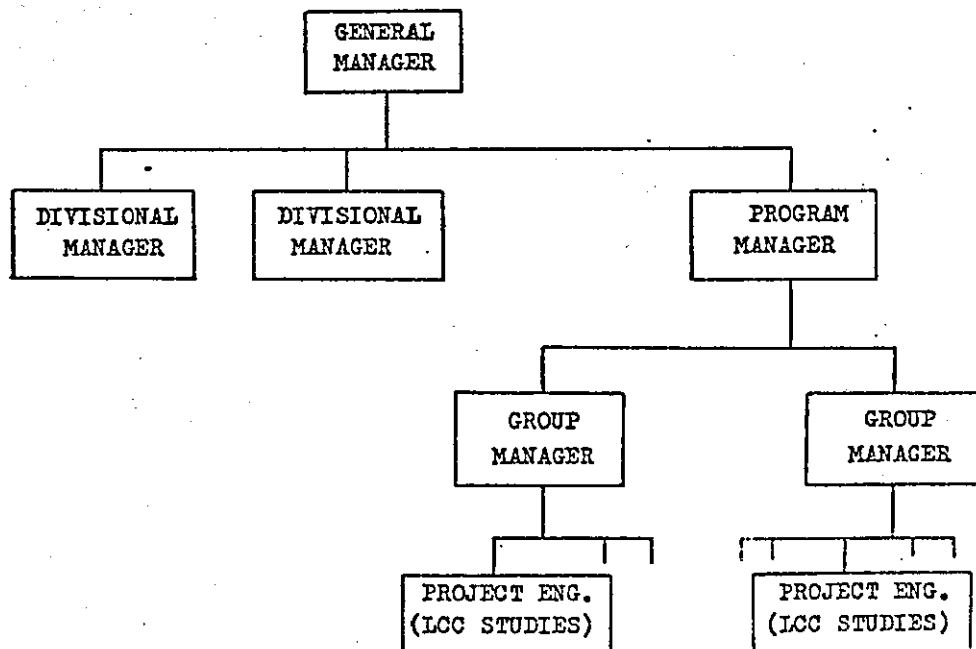 GENERAL
MANAGER
DIVISIONAL
MANAGER
DIVISIONAL
MANAGER
PROGRAM
MANAGER
GROUP
MANAGER
GROUP
MANAGER
PROJECT ENG.
(LCC STUDIES)
PROJECT ENG.
(LCC STUDIES)